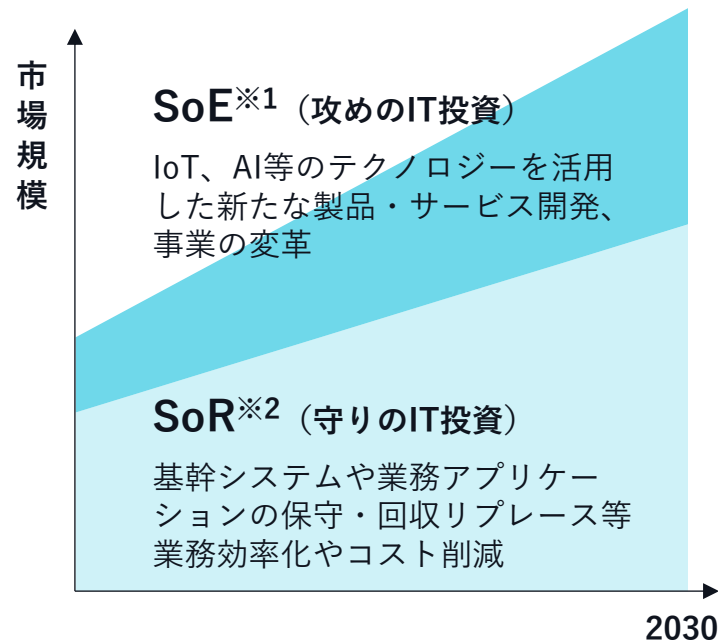 市場規模
SoE※1（攻めのIT投資）
IoT、AI等のテクノロジーを活用
した新たな製品・サービス開発、
事業の変革
SoR※2（守りのIT投資）
基幹システムや業務アプリケー
ションの保守・回収リプレース等
業務効率化やコスト削減
2030